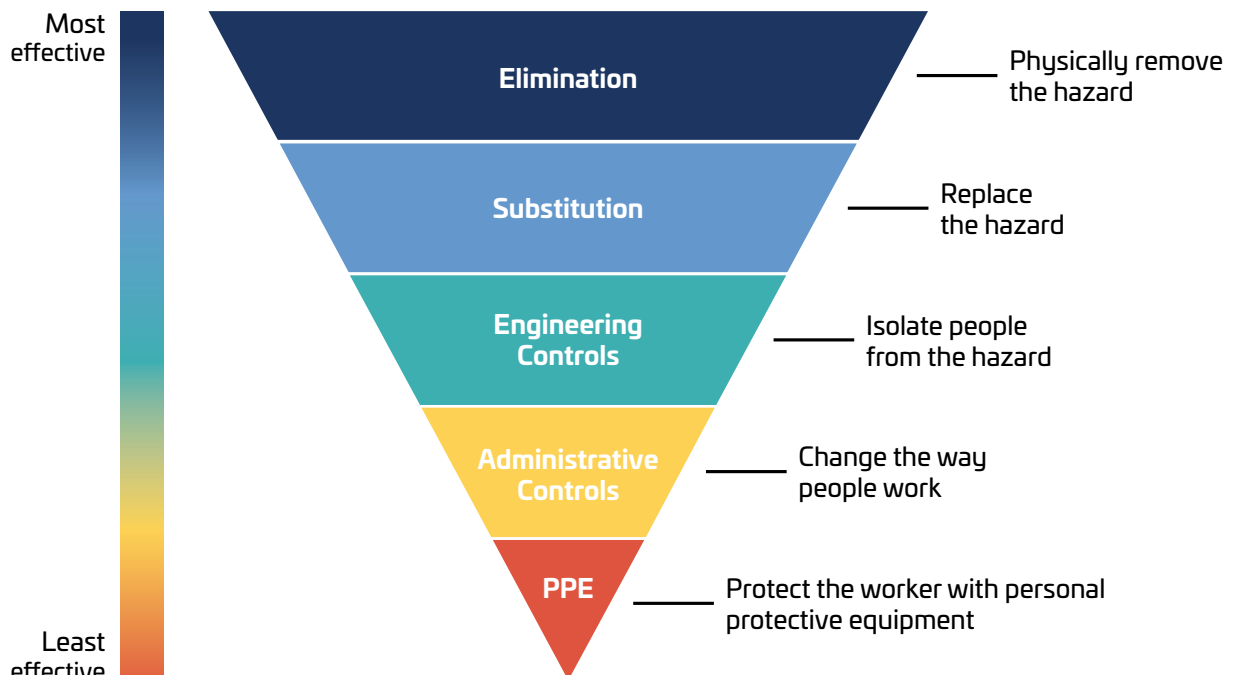 Most
effective
Elimination
Physically remove
the hazard
Substitution
Replace
the hazard
Engineering
Controls
Isolate people
from the hazard
Administrative
Controls
Change the way
people work
PPE
Protect the worker with personal
protective equipment
Least
effective